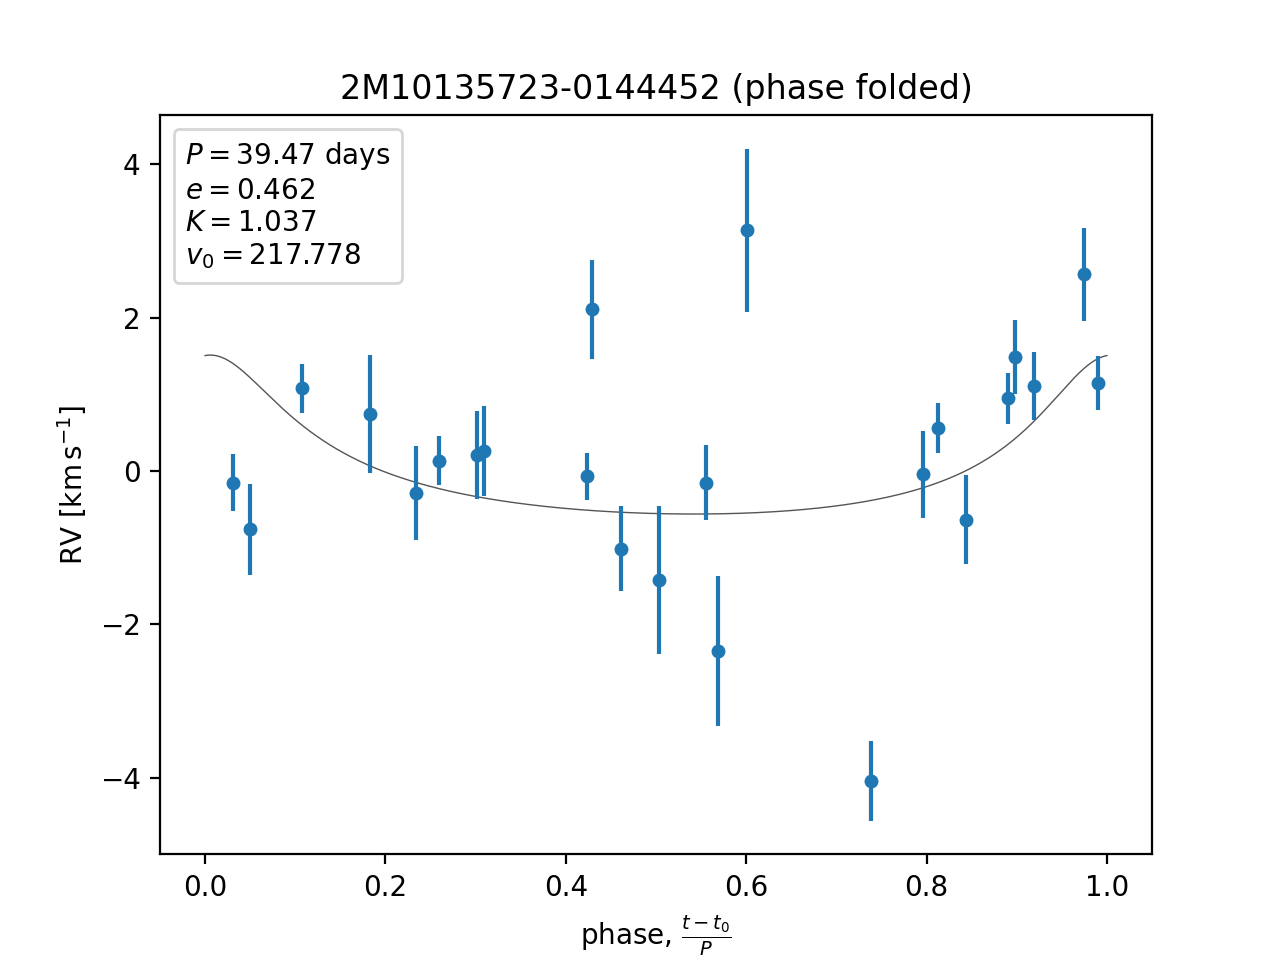 2M10135723-0144452 (phase folded)
P = 39.47 days
e = 0.462
K = 1.037
v₀ = 217.778
4
2
0
−2
−4
RV [km s⁻¹]
0.0 0.2 0.4 0.6 0.8 1.0
phase, (t − t₀)/P